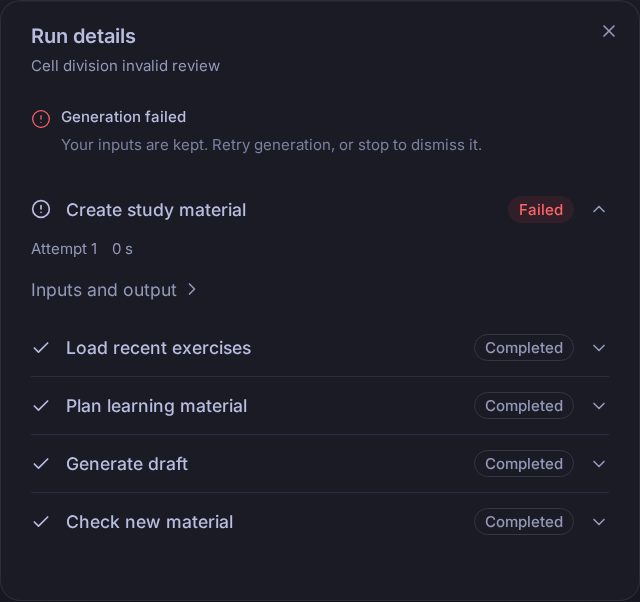 Run details
Cell division invalid review
Generation failed
Your inputs are kept. Retry generation, or stop to dismiss it.
Create study material Failed
Attempt 1 0 s
Inputs and output
Load recent exercises Completed
Plan learning material Completed
Generate draft Completed
Check new material Completed